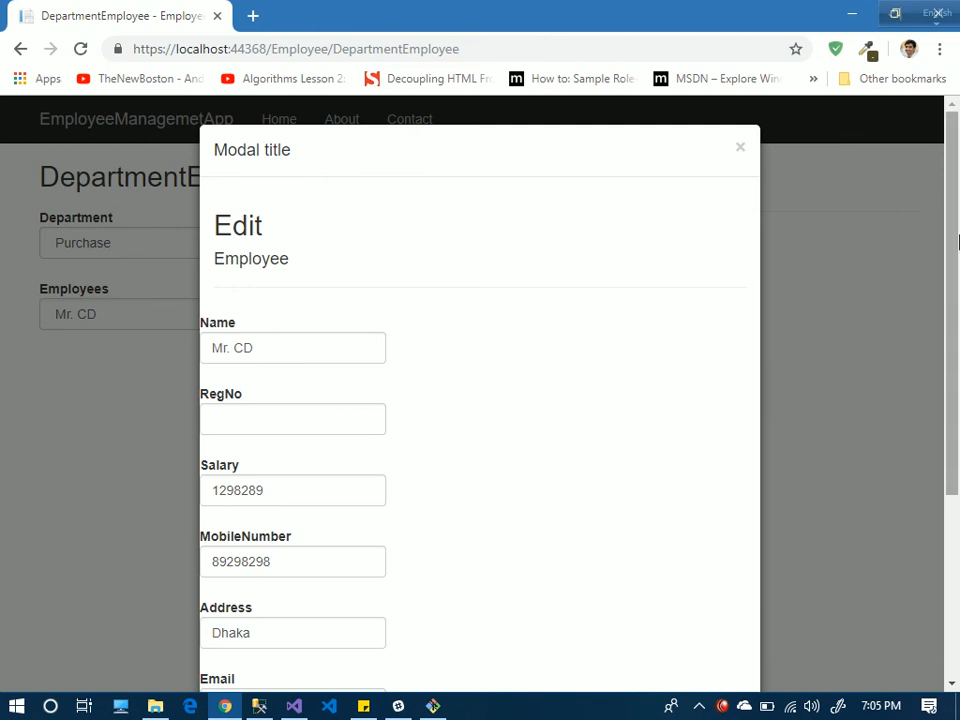 DepartmentEmployee - Employe
English
https://localhost:44368/Employee/DepartmentEmployee
Apps TheNewBoston - And Algorithms Lesson 2: Decoupling HTML Fr How to: Sample Role MSDN – Explore Win » Other bookmarks
EmployeeManagemetApp Home About Contact
Modal title ×
DepartmentE
Department
Purchase
Employees
Mr. CD
Edit
Employee
Name
Mr. CD
RegNo
Salary
1298289
MobileNumber
89298298
Address
Dhaka
Email
7:05 PM